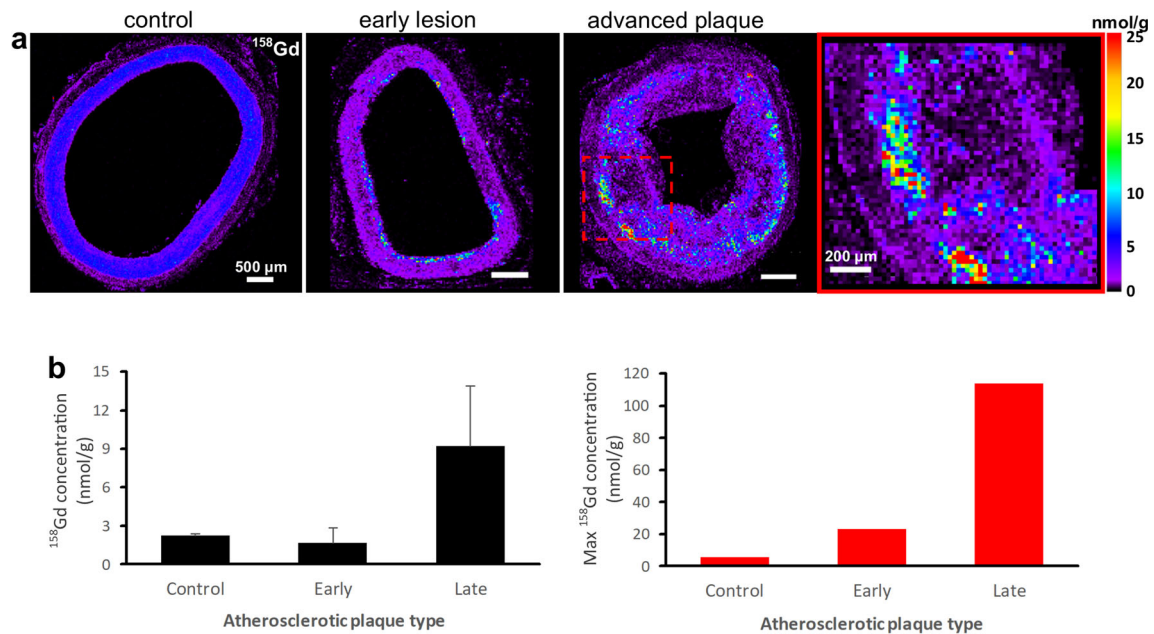 control early lesion advanced plaque nmol/g
a
¹⁵⁸Gd
500 µm
200 µm
25
20
15
10
5
0
b
¹⁵⁸Gd concentration
(nmol/g)
15
12
9
6
3
0
Control Early Late
Atherosclerotic plaque type
Max ¹⁵⁸Gd concentration
(nmol/g)
120
100
80
60
40
20
0
Control Early Late
Atherosclerotic plaque type